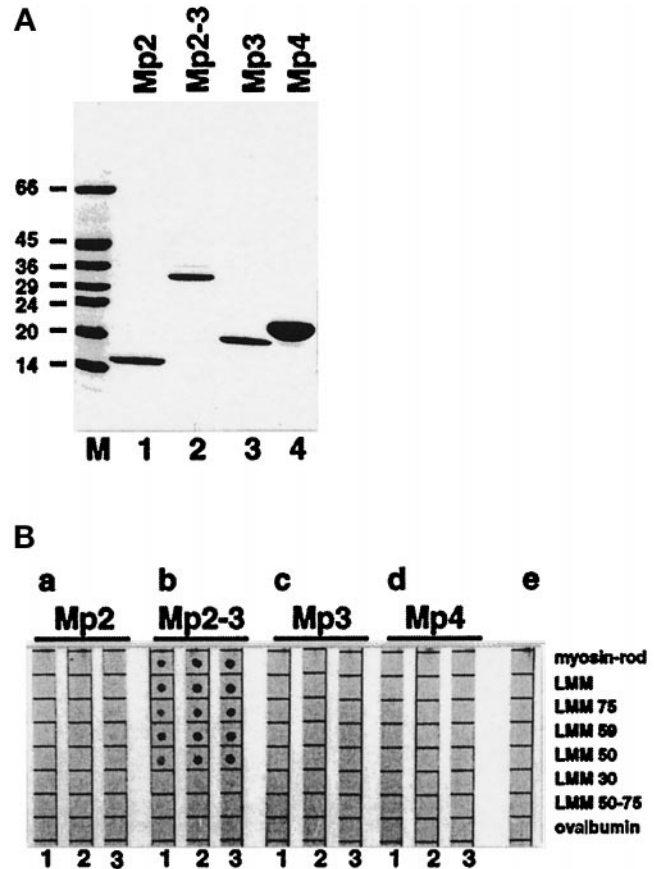 A
Mp2 Mp2-3 Mp3 Mp4
66
45
36
29
24
20
14
M 1 2 3 4
B
a b c d e
Mp2 Mp2-3 Mp3 Mp4
myosin-rod
LMM
LMM 75
LMM 59
LMM 50
LMM 30
LMM 50-75
ovalbumin
1 2 3 1 2 3 1 2 3 1 2 3